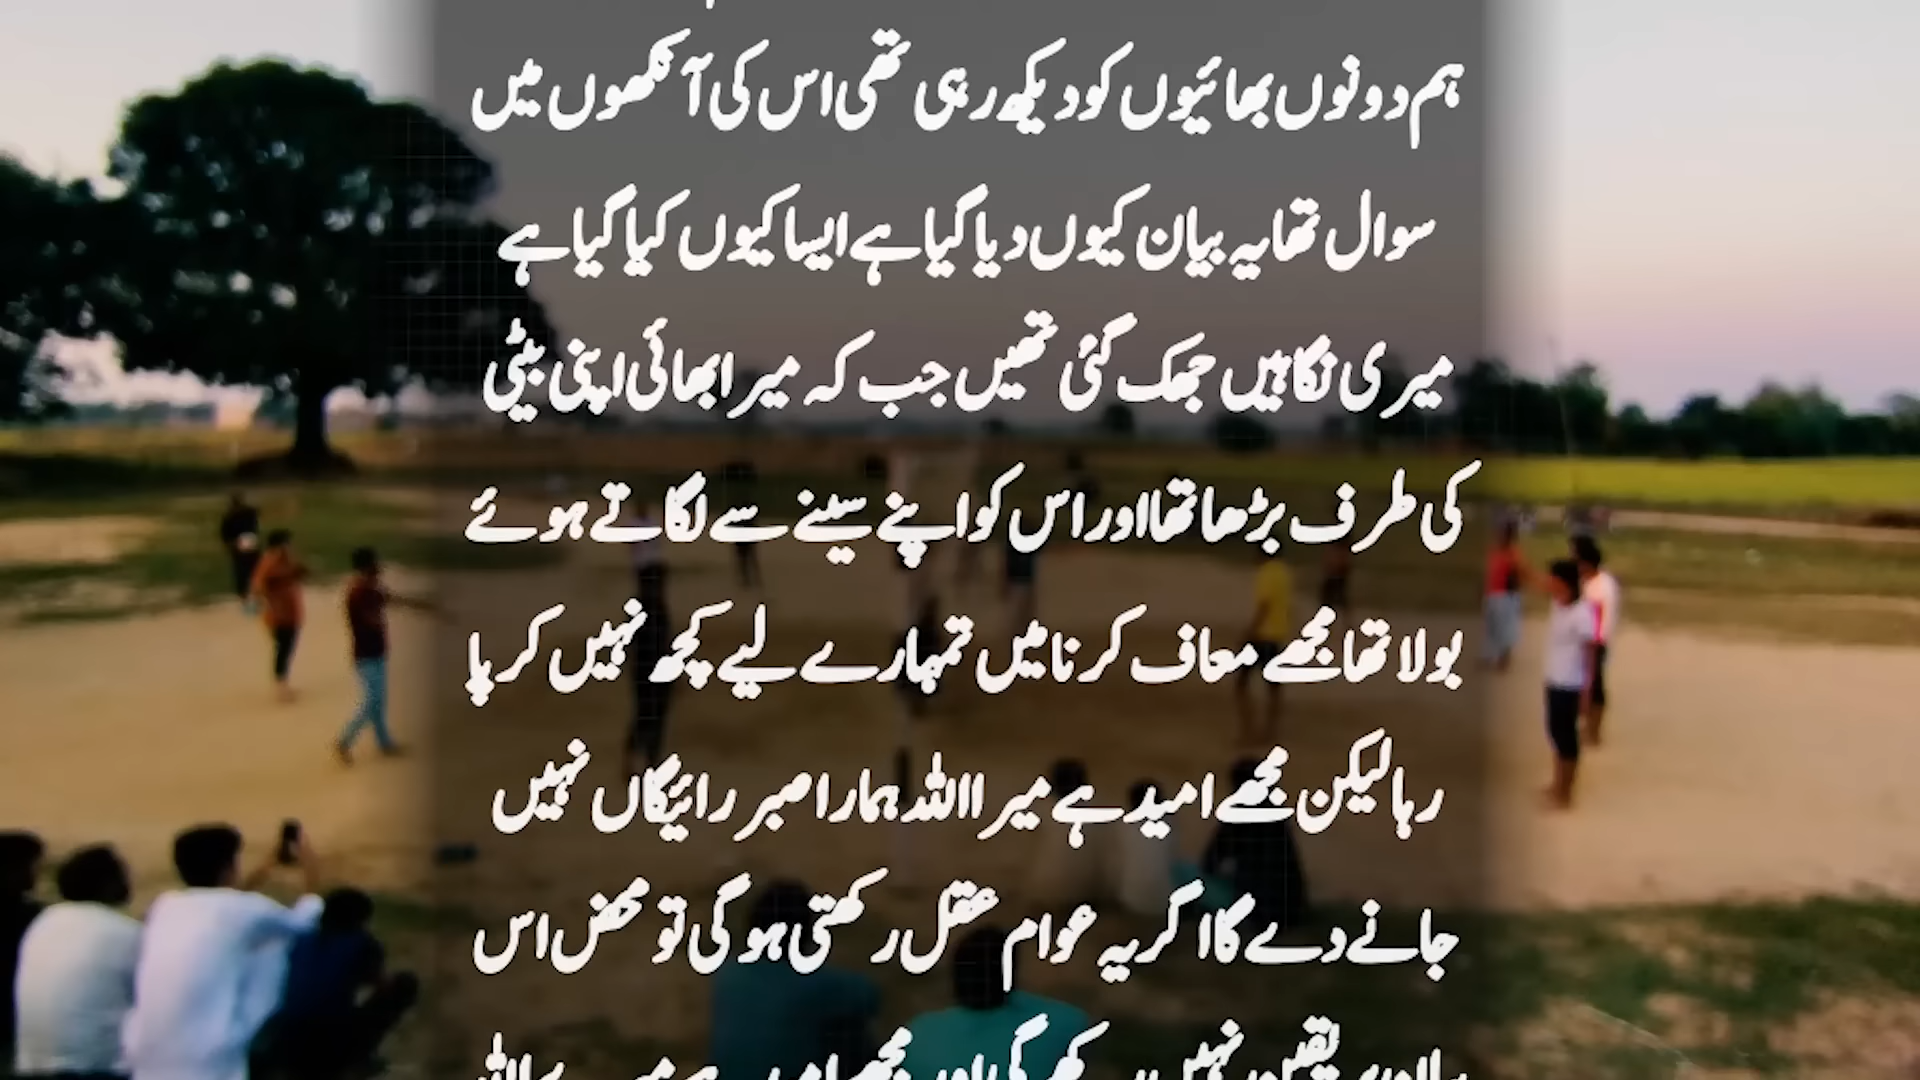 ہم دونوں بھائیوں کو دیکھ رہی تھی اس کی آنکھوں میں
سوال تھا یہ بیان کیوں دیا گیا ہے ایسا کیوں کیا گیا ہے
میری نگاہیں جھک گئی تھیں جب کہ میرا بھائی اپنی بیٹی
کی طرف بڑھا تھا اور اس کو اپنے سینے سے لگاتے ہوئے
بولا تھا مجھے معاف کرنا میں تمہارے لیے کچھ نہیں کر پا
رہا لیکن مجھے امید ہے میرا اللہ ہمارا صبر رائیگاں نہیں
جانے دے گا اگر یہ عوام عقل رکھتی ہو گی تو محض اس